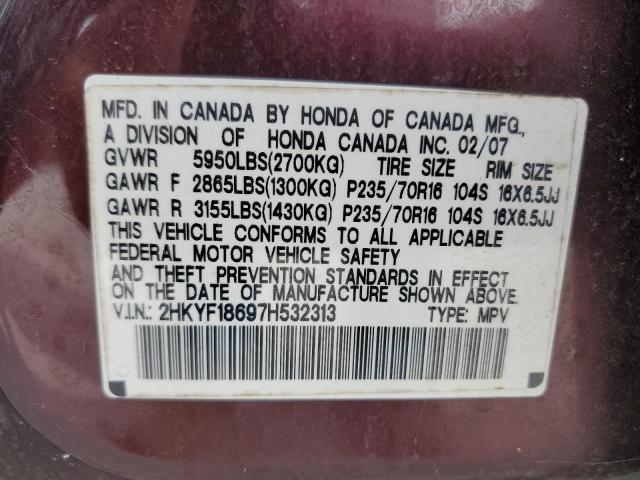 MFD. IN CANADA BY HONDA OF CANADA MFG.,
A DIVISION OF HONDA CANADA INC. 02/07
GVWR 5950LBS(2700KG) TIRE SIZE RIM SIZE
GAWR F 2865LBS(1300KG) P235/70R16 104S 16X6.5JJ
GAWR R 3155LBS(1430KG) P235/70R16 104S 16X6.5JJ
THIS VEHICLE CONFORMS TO ALL APPLICABLE
FEDERAL MOTOR VEHICLE SAFETY
AND THEFT PREVENTION STANDARDS IN EFFECT
ON THE DATE OF MANUFACTURE SHOWN ABOVE.
V.I.N.: 2HKYF18697H532313 TYPE: MPV